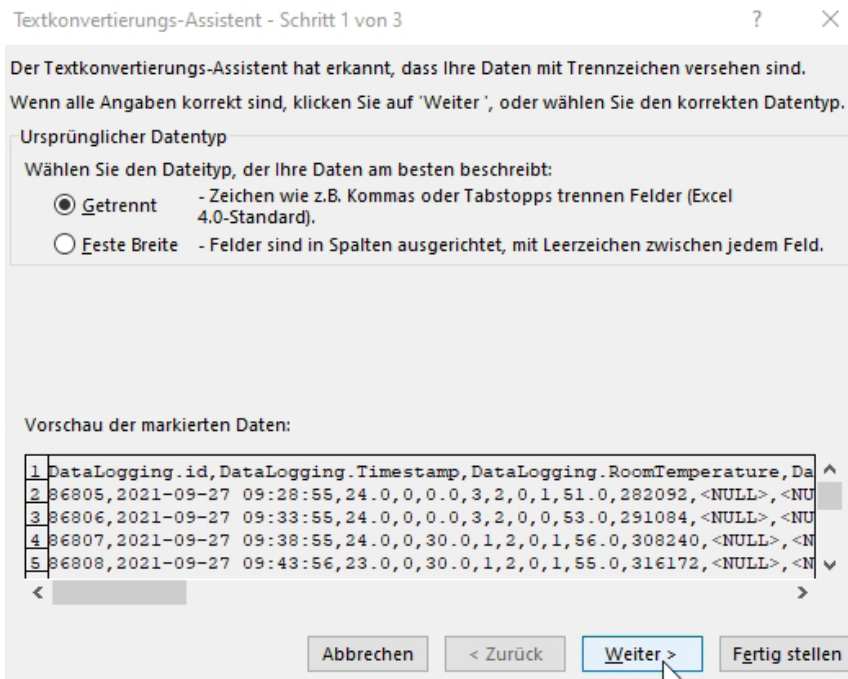 Textkonvertierungs-Assistent - Schritt 1 von 3 ? ×
Der Textkonvertierungs-Assistent hat erkannt, dass Ihre Daten mit Trennzeichen versehen sind.
Wenn alle Angaben korrekt sind, klicken Sie auf 'Weiter ', oder wählen Sie den korrekten Datentyp.
Ursprünglicher Datentyp
Wählen Sie den Dateityp, der Ihre Daten am besten beschreibt:
Getrennt - Zeichen wie z.B. Kommas oder Tabstopps trennen Felder (Excel
4.0-Standard).
Feste Breite - Felder sind in Spalten ausgerichtet, mit Leerzeichen zwischen jedem Feld.
Vorschau der markierten Daten:
1 DataLogging.id,DataLogging.Timestamp,DataLogging.RoomTemperature,Da
2 86805,2021-09-27 09:28:55,24.0,0,0.0,3,2,0,1,51.0,282092,<NULL>,<NU
3 86806,2021-09-27 09:33:55,24.0,0,0.0,3,2,0,0,53.0,291084,<NULL>,<NU
4 86807,2021-09-27 09:38:55,24.0,0,30.0,1,2,0,1,56.0,308240,<NULL>,<N
5 86808,2021-09-27 09:43:56,23.0,0,30.0,1,2,0,1,55.0,316172,<NULL>,<N
Abbrechen < Zurück Weiter > Fertig stellen